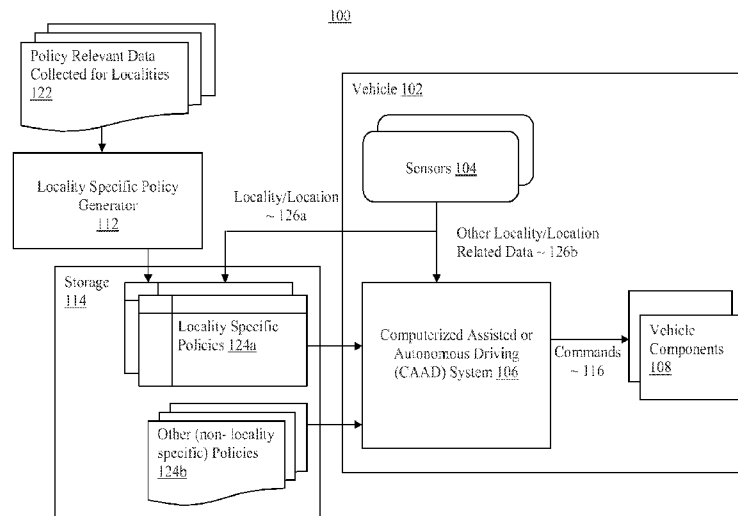 100
Policy Relevant Data
Collected for Localities
122
Vehicle 102
Sensors 104
Locality Specific Policy
Generator
112
Locality/Location
~ 126a
Other Locality/Location
Related Data ~ 126b
Storage
114
Locality Specific
Policies 124a
Computerized Assisted or
Autonomous Driving
(CAAD) System 106
Commands
~ 116
Vehicle
Components
108
Other (non- locality
specific) Policies
124b